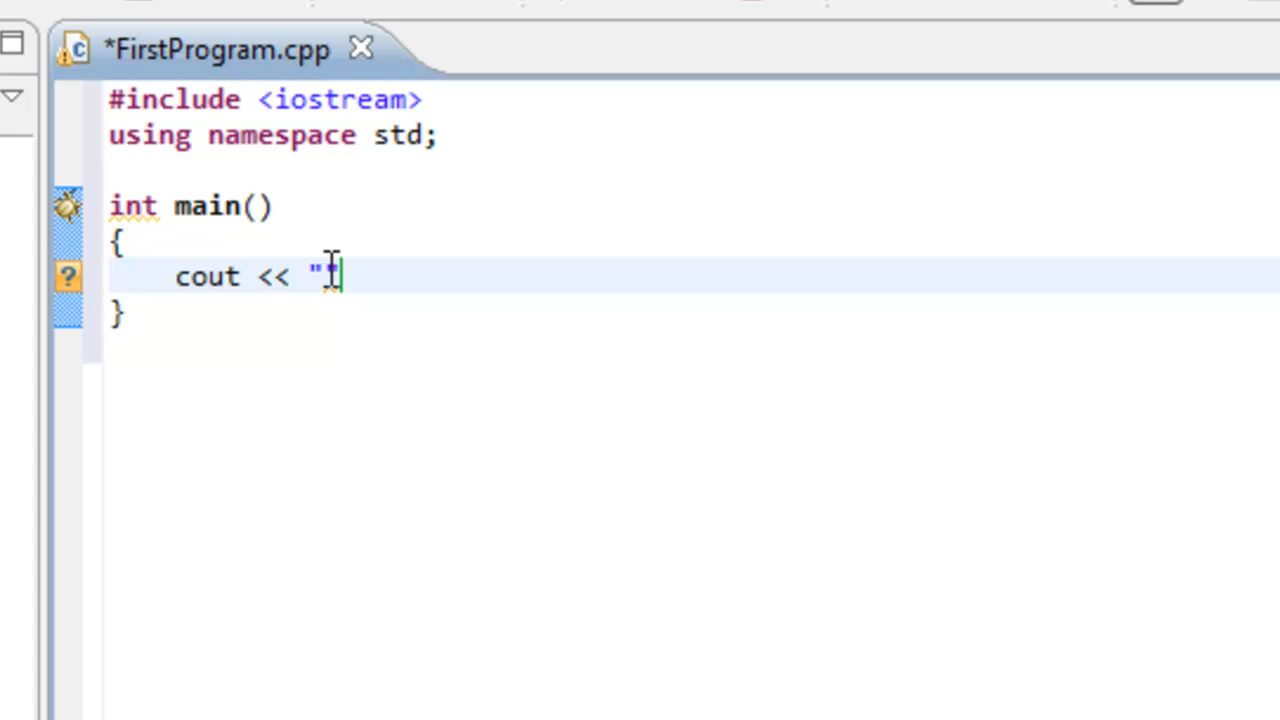 *FirstProgram.cpp
#include <iostream>
using namespace std;
int main()
{
cout << ""
}